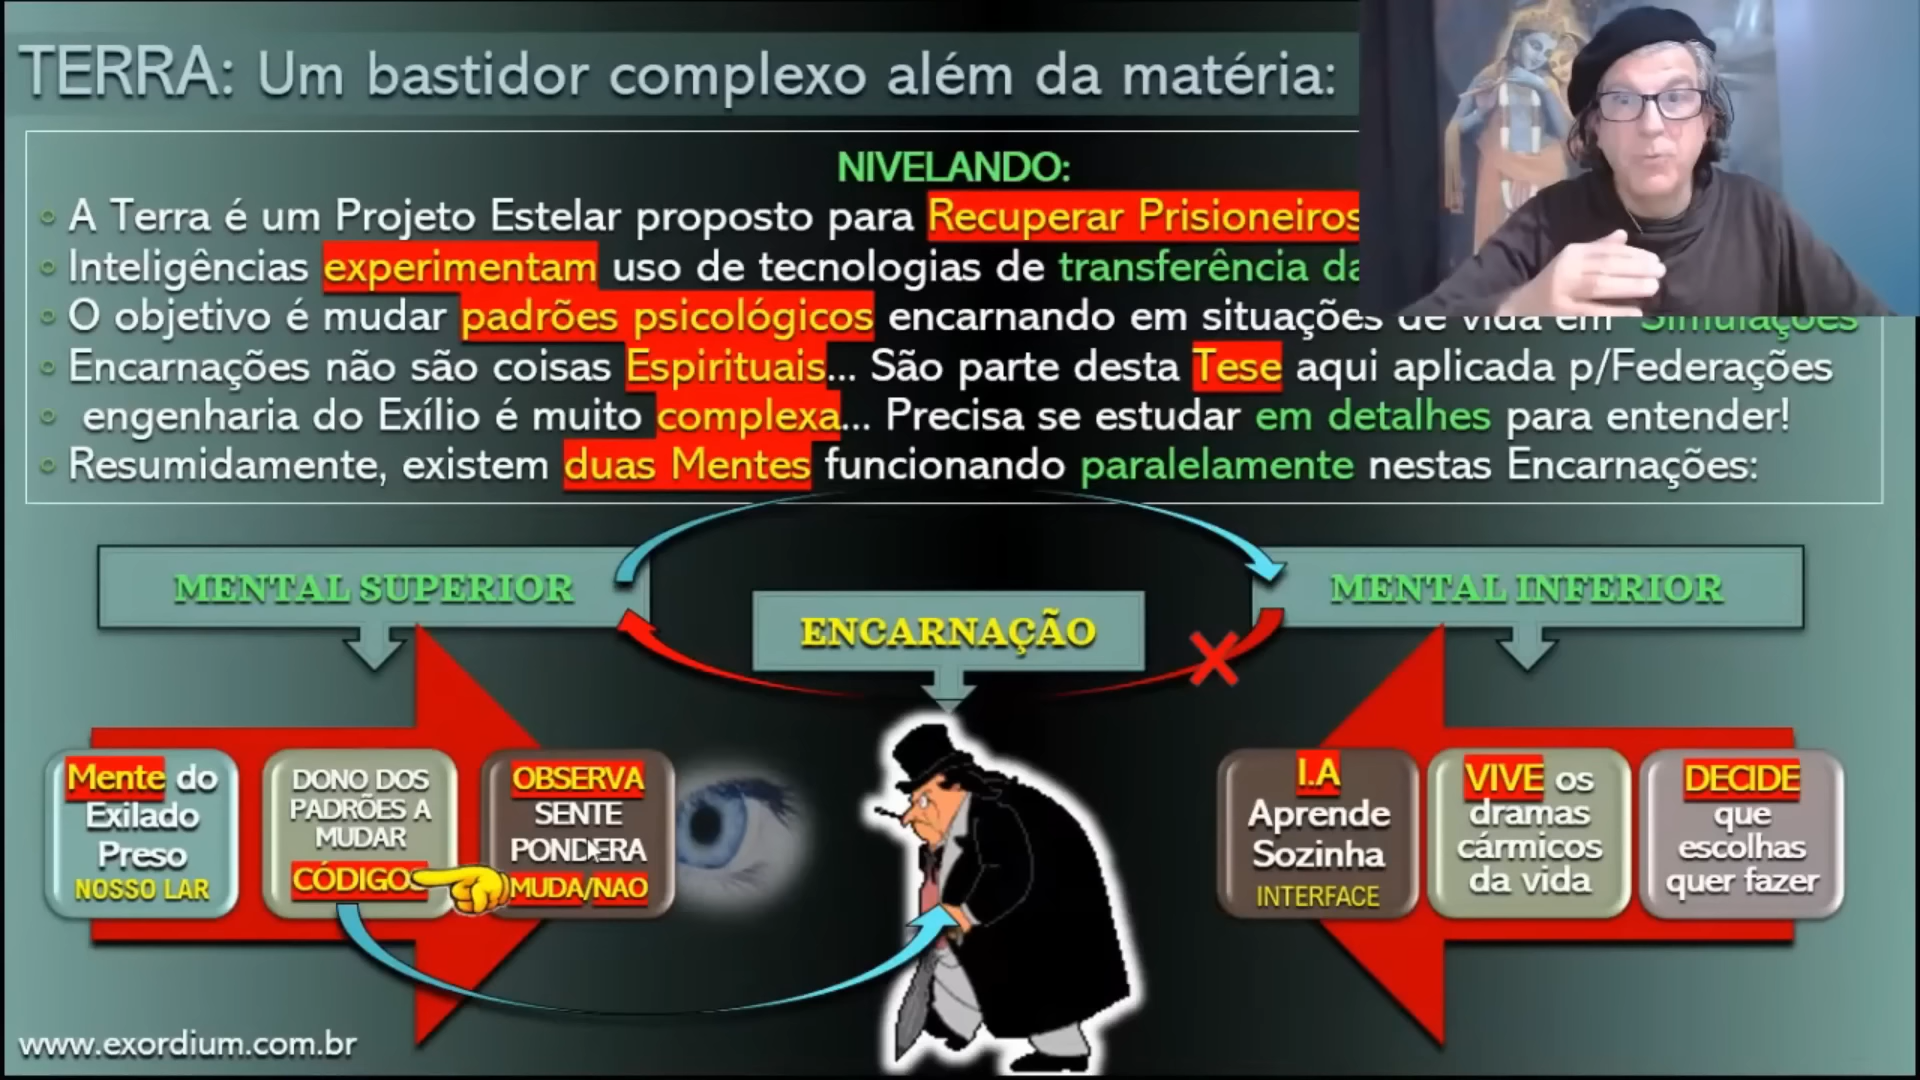 TERRA: Um bastidor complexo além da matéria:
NIVELANDO:
A Terra é um Projeto Estelar proposto para Recuperar Prisioneiros
Inteligências experimentam uso de tecnologias de transferência da
O objetivo é mudar padrões psicológicos encarnando em situações de vida em "Simulações
Encarnações não são coisas Espirituais... São parte desta Tese aqui aplicada p/Federações
engenharia do Exílio é muito complexa... Precisa se estudar em detalhes para entender!
Resumidamente, existem duas Mentes funcionando paralelamente nestas Encarnações:
MENTAL SUPERIOR
ENCARNAÇÃO
MENTAL INFERIOR
Mente do
Exilado
Preso
NOSSO LAR
DONO DOS
PADRÕES A
MUDAR
CÓDIGOS
OBSERVA
SENTE
PONDERA
MUDA/NAO
I.A
Aprende
Sozinha
INTERFACE
VIVE os
dramas
cármicos
da vida
DECIDE
que
escolhas
quer fazer
www.exordium.com.br